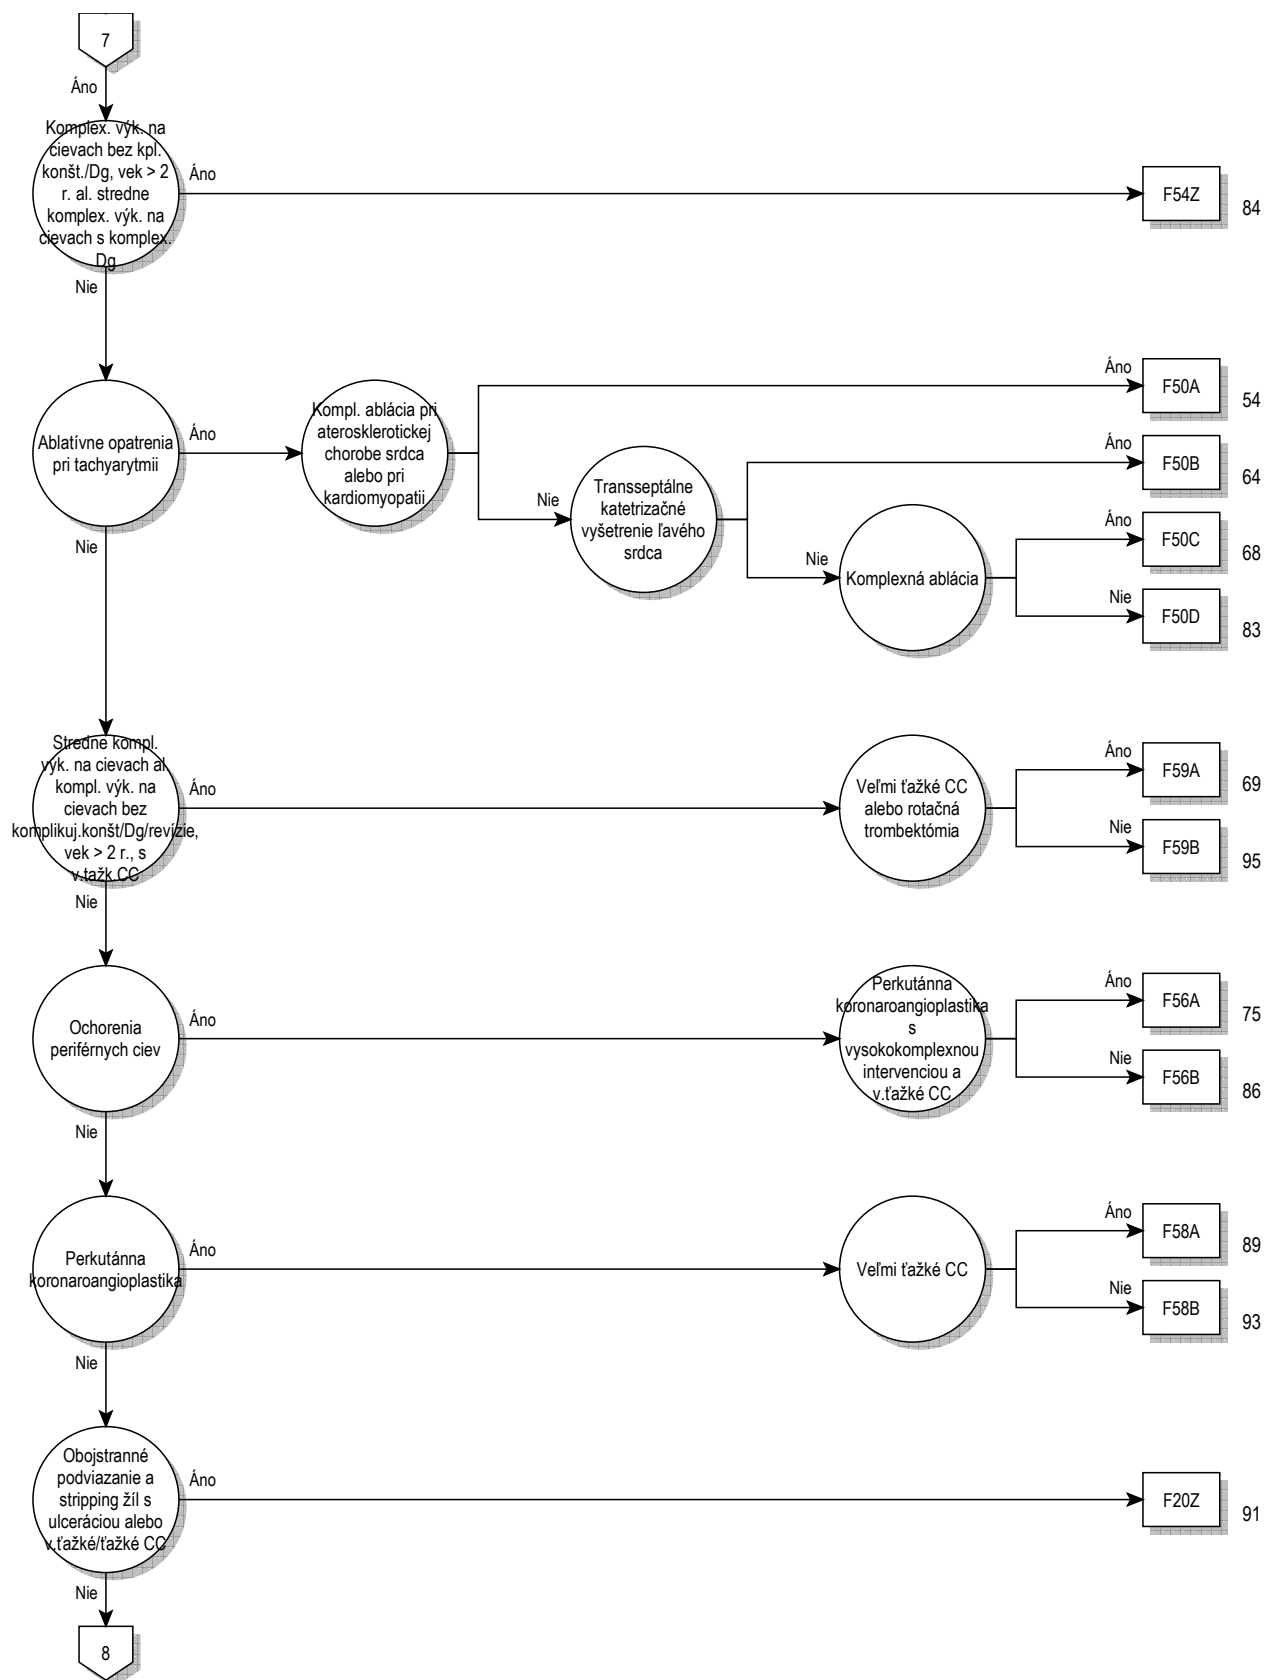 7
Áno
Komplex. výk. na
cievach bez kpl.
konšt./Dg, vek > 2
r. al. stredne
komplex. výk. na
cievach s komplex.
Dg
Áno
F54Z
84
Nie
Ablatívne opatrenia
pri tachyarytmii
Áno
Kompl. ablácia pri
aterosklerotickej
chorobe srdca
alebo pri
kardiomyopatii
Áno
F50A
54
Nie
Transseptálne
katetrizačné
vyšetrenie ľavého
srdca
Áno
F50B
64
Nie
Komplexná ablácia
Áno
F50C
68
Nie
F50D
83
Nie
Stredne kompl.
výk. na cievach al.
kompl. výk. na
cievach bez
komplikuj.konšt/Dg/revízie,
vek > 2 r., s
v.tažk.CC
Áno
Veľmi ťažké CC
alebo rotačná
trombektómia
Áno
F59A
69
Nie
F59B
95
Nie
Ochorenia
periférnych ciev
Áno
Perkutánna
koronaroangioplastika
s
vysokokomplexnou
intervenciou a
v.ťažké CC
Áno
F56A
75
Nie
F56B
86
Nie
Perkutánna
koronaroangioplastika
Áno
Veľmi ťažké CC
Áno
F58A
89
Nie
F58B
93
Nie
Obojstranné
podviazanie a
stripping žíl s
ulceráciou alebo
v.ťažké/ťažké CC
Áno
F20Z
91
Nie
8